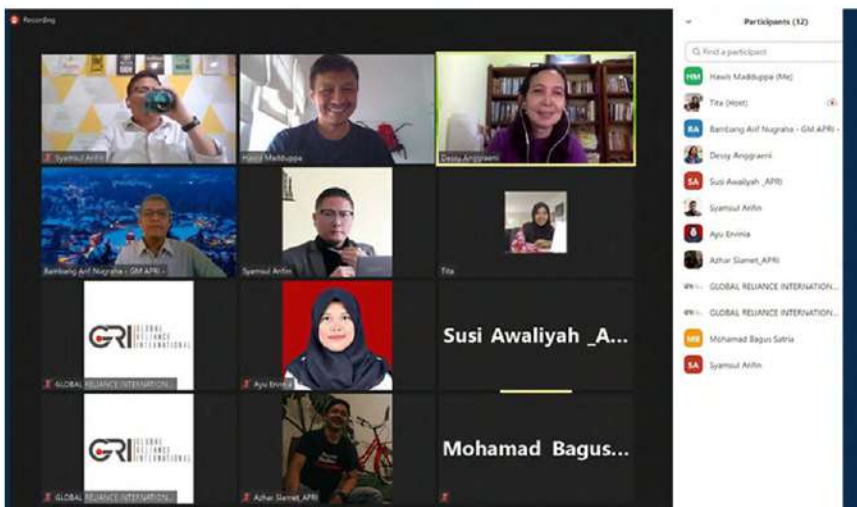 Recording
Participants (12)
Find a participant
Syamsul Arifin
Hawis Madduppa
Dessy Anggraeni
Bambang Arif Nugraha - GM APRI -
Syamsul Arifin
Tita
GRI GLOBAL
RELIANCE
INTERNATIONAL
GLOBAL RELIANCE INTERNATION...
Ayu Ervinia
Susi Awaliyah _A...
GRI GLOBAL
RELIANCE
INTERNATIONAL
GLOBAL RELIANCE INTERNATION...
Azhar Slamet_APRI
Mohamad Bagus...
HM Hawis Madduppa (Me)
Tita (Host)
BA Bambang Arif Nugraha - GM APRI -
Dessy Anggraeni
SA Susi Awaliyah _APRI
Syamsul Arifin
Ayu Ervinia
Azhar Slamet_APRI
GLOBAL RELIANCE INTERNATION...
GLOBAL RELIANCE INTERNATION...
MB Mohamad Bagus Satria
SA Syamsul Arifin